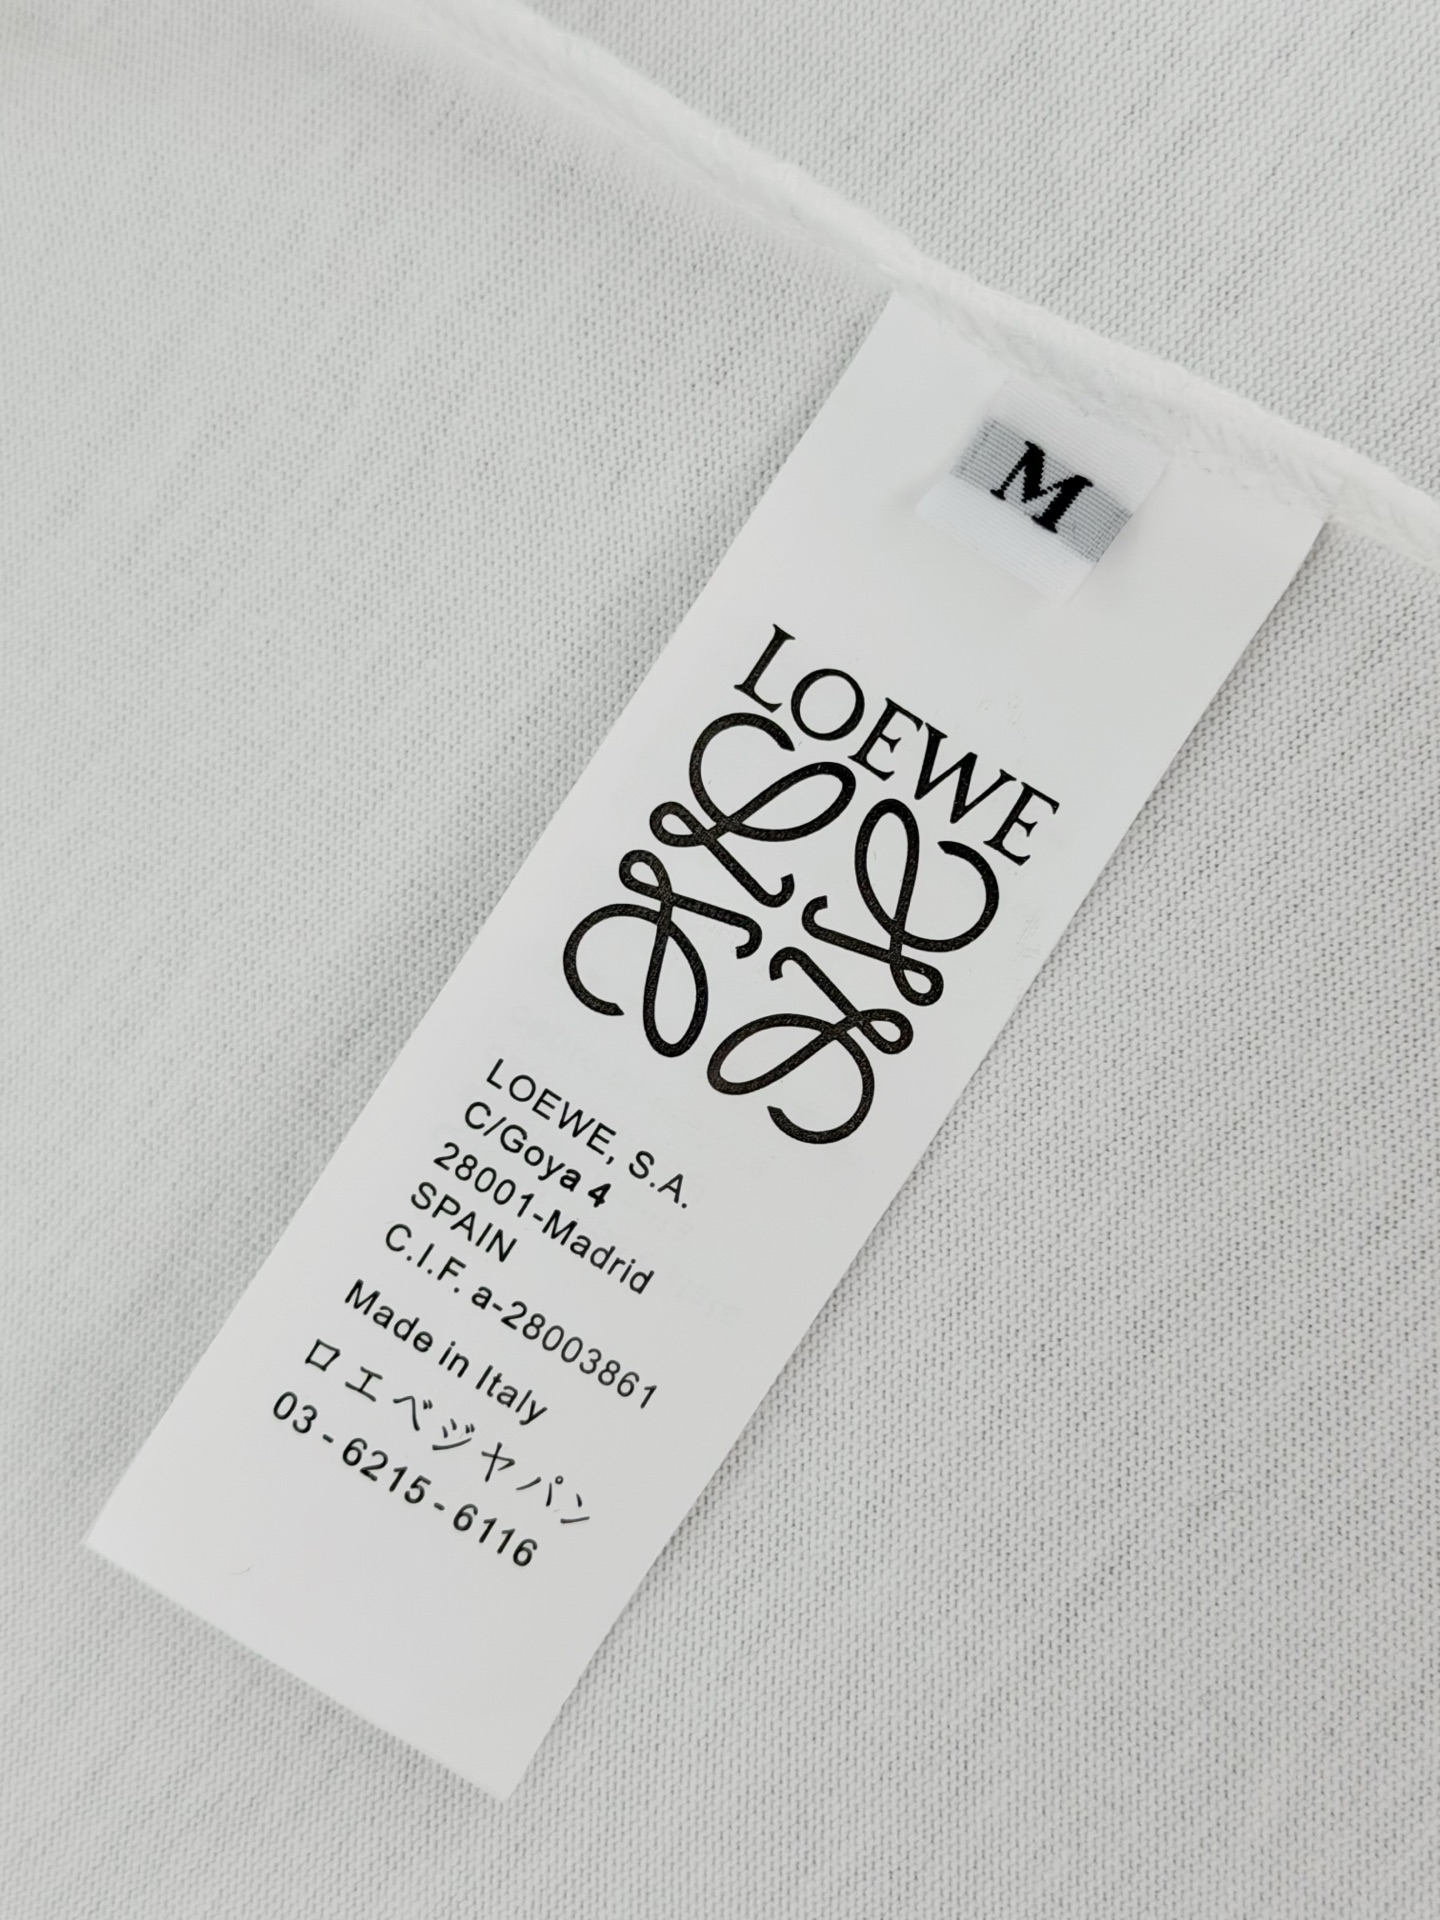 M
LOEWE
LOEWE, S.A.
C/Goya 4
28001-Madrid
SPAIN
C.I.F. a-28003861
Made in Italy
ロエベジャパン
03-6215-6116